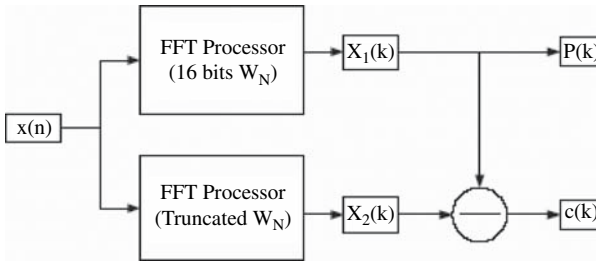 FFT Processor
(16 bits W_N)
X_1(k)
P(k)
x(n)
FFT Processor
(Truncated W_N)
X_2(k)
c(k)